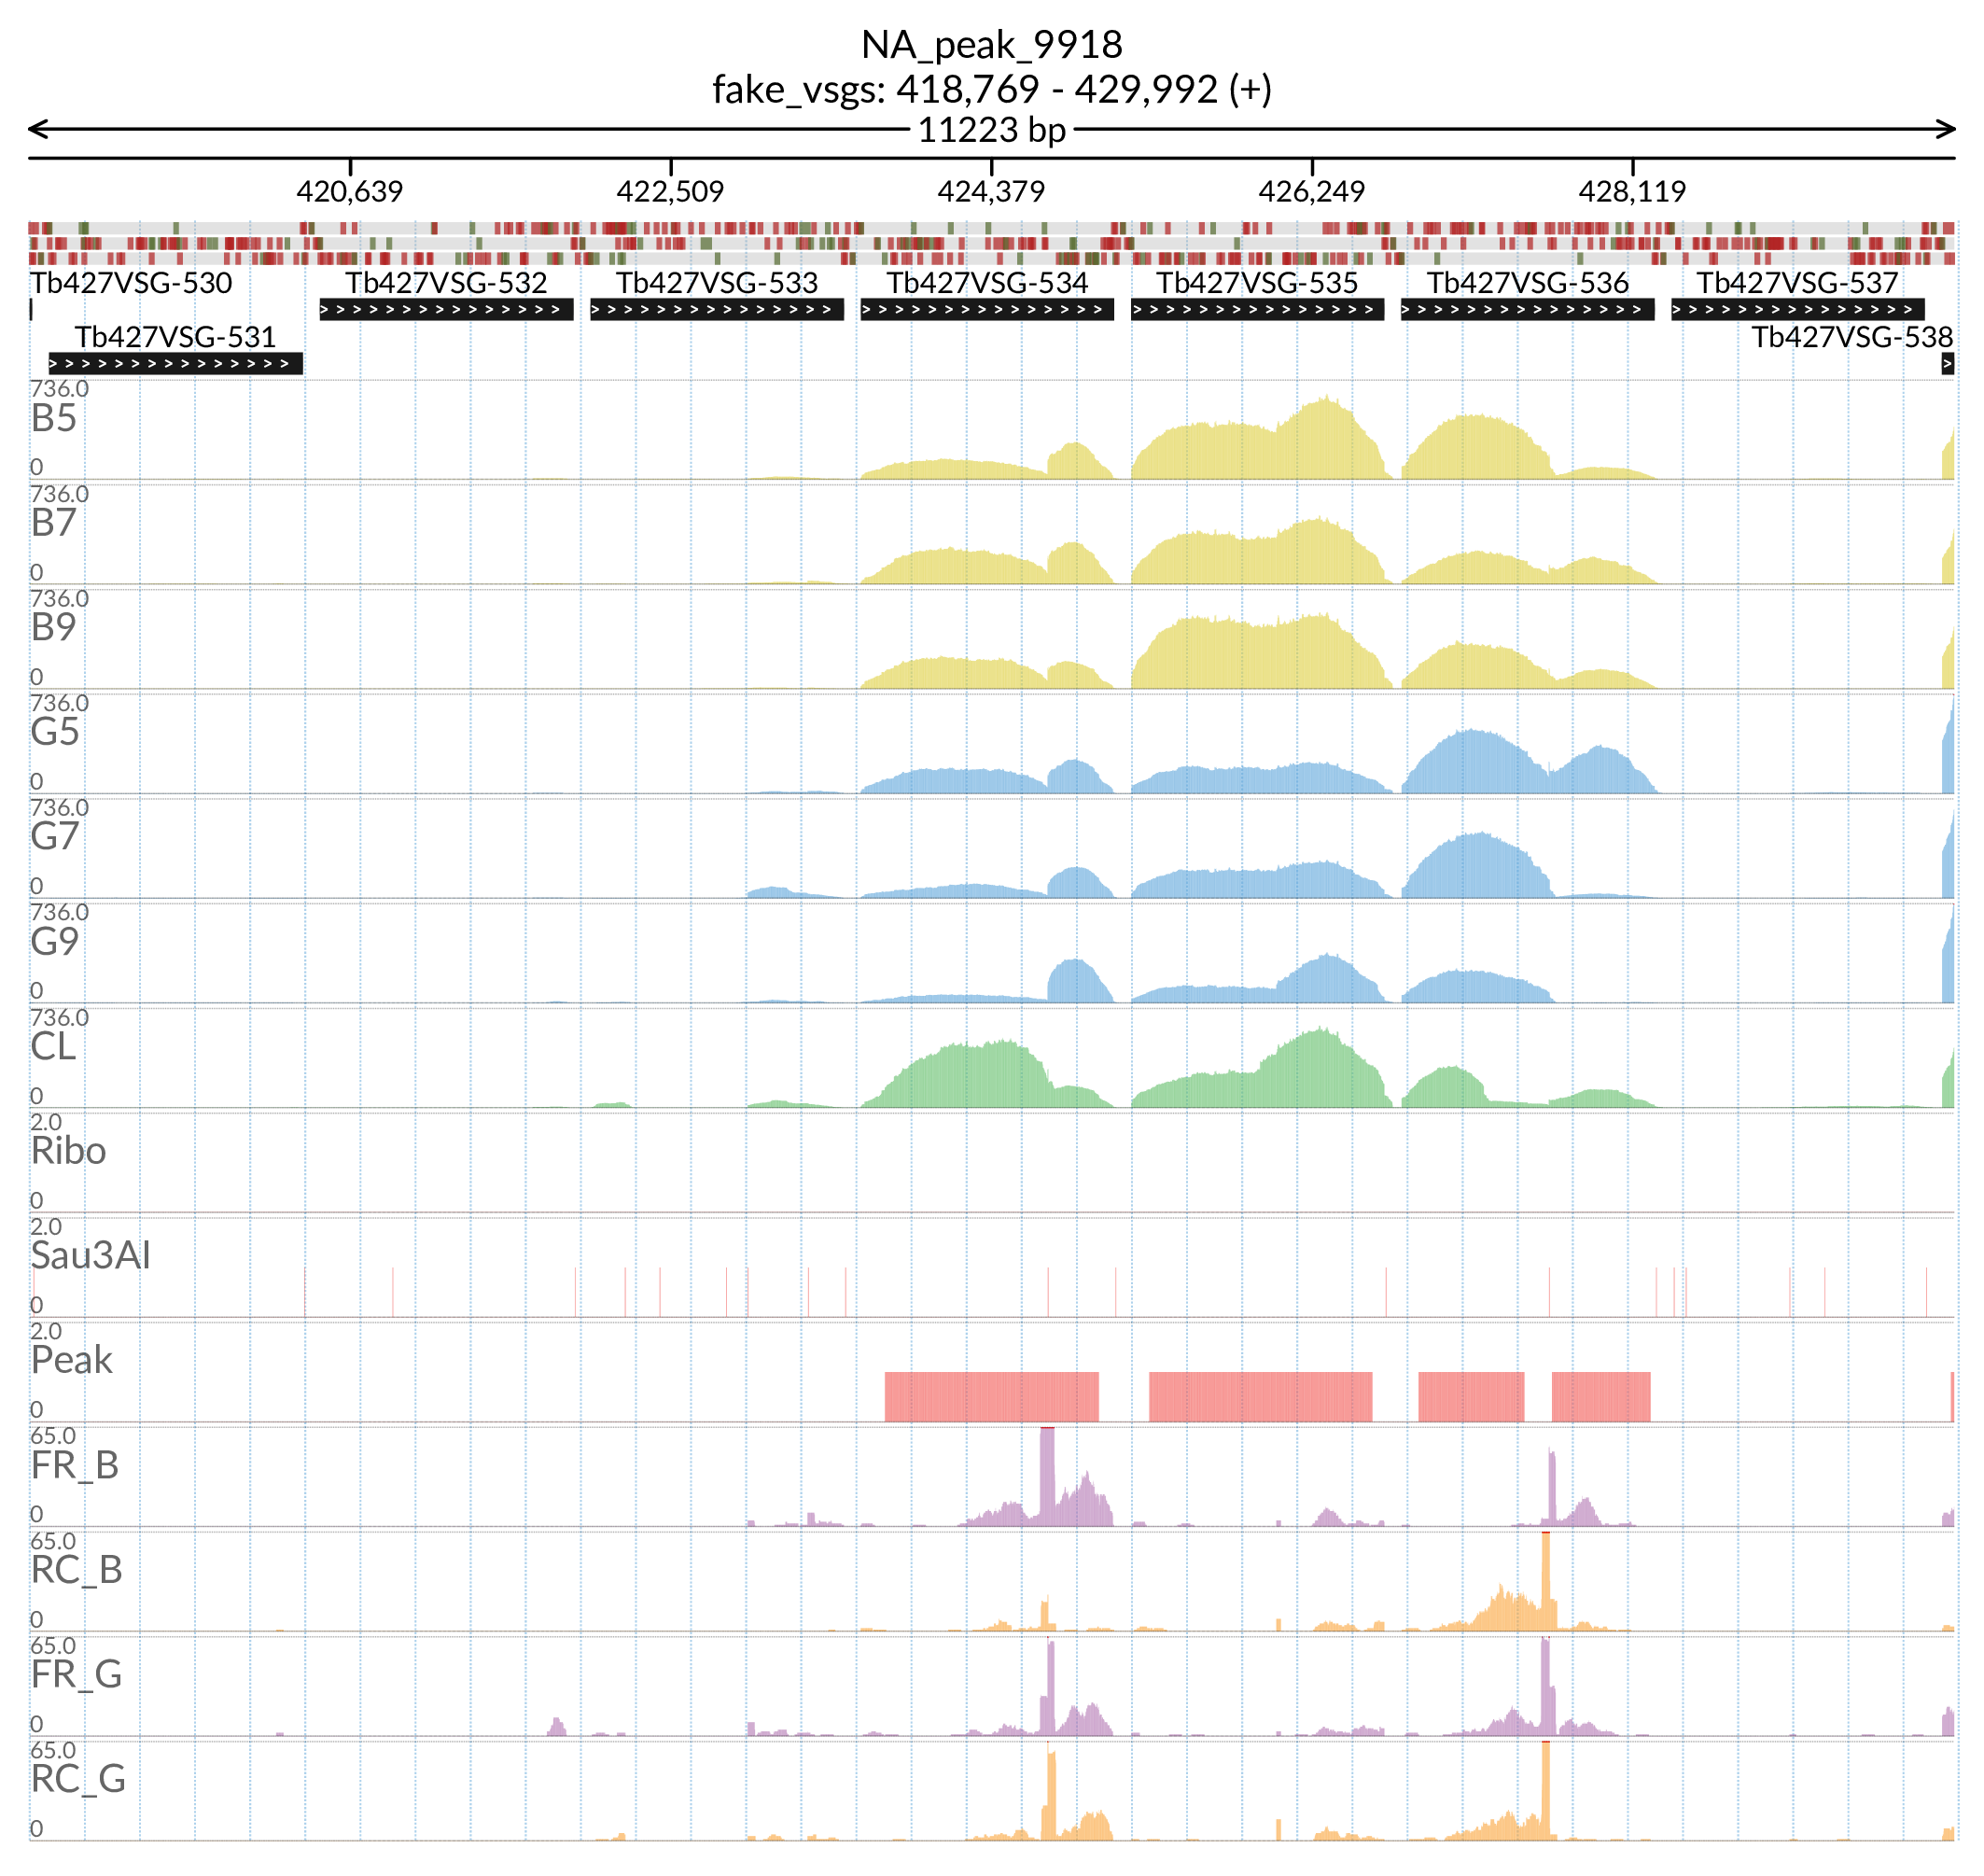 NA_peak_9918
fake_vsgs: 418,769 - 429,992 (+)
11223 bp
420,639 422,509 424,379 426,249 428,119
Tb427VSG-530 Tb427VSG-532 Tb427VSG-533 Tb427VSG-534 Tb427VSG-535 Tb427VSG-536 Tb427VSG-537
Tb427VSG-531 Tb427VSG-538
736.0
B5
0
736.0
B7
0
736.0
B9
0
736.0
G5
0
736.0
G7
0
736.0
G9
0
736.0
CL
0
2.0
Ribo
0
2.0
Sau3AI
0
2.0
Peak
0
65.0
FR_B
0
65.0
RC_B
0
65.0
FR_G
0
65.0
RC_G
0